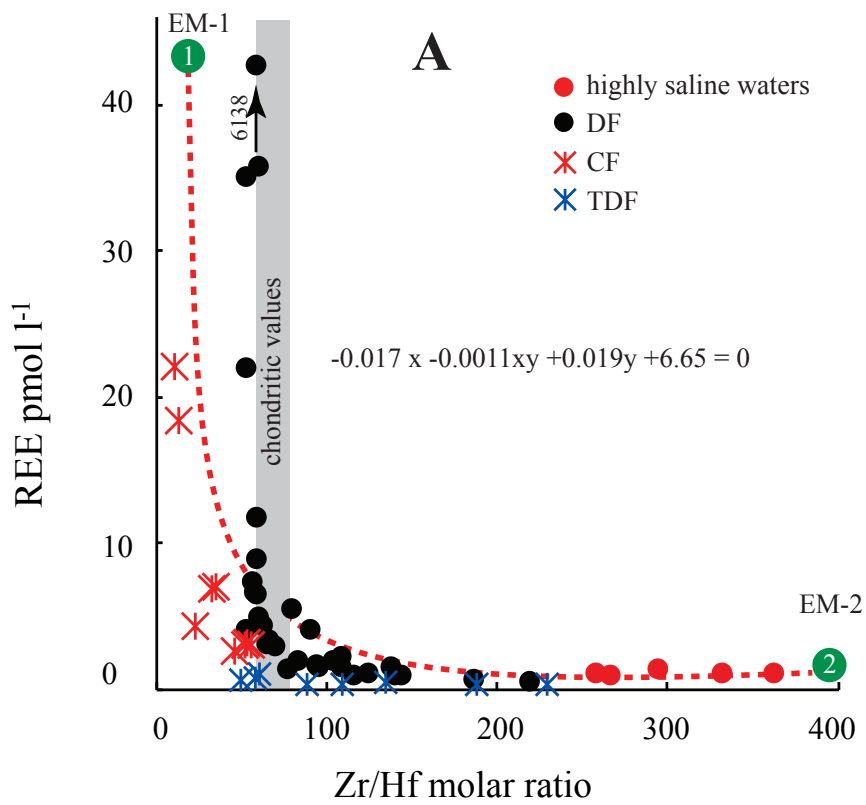 EM-1
1
A
highly saline waters
DF
CF
TDF
6138
chondritic values
-0.017 x -0.0011xy +0.019y +6.65 = 0
EM-2
2
REE pmol l-1
40
30
20
10
0
0 100 200 300 400
Zr/Hf molar ratio